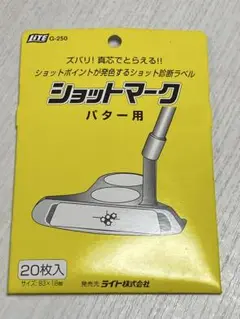 LITE G-250
ズバリ!真芯でとらえる!!
ショットポイントが発色するショット診断ラベル
ショットマーク
パター用
20枚入
サイズ:93×18㎜
発売元 ライト株式会社